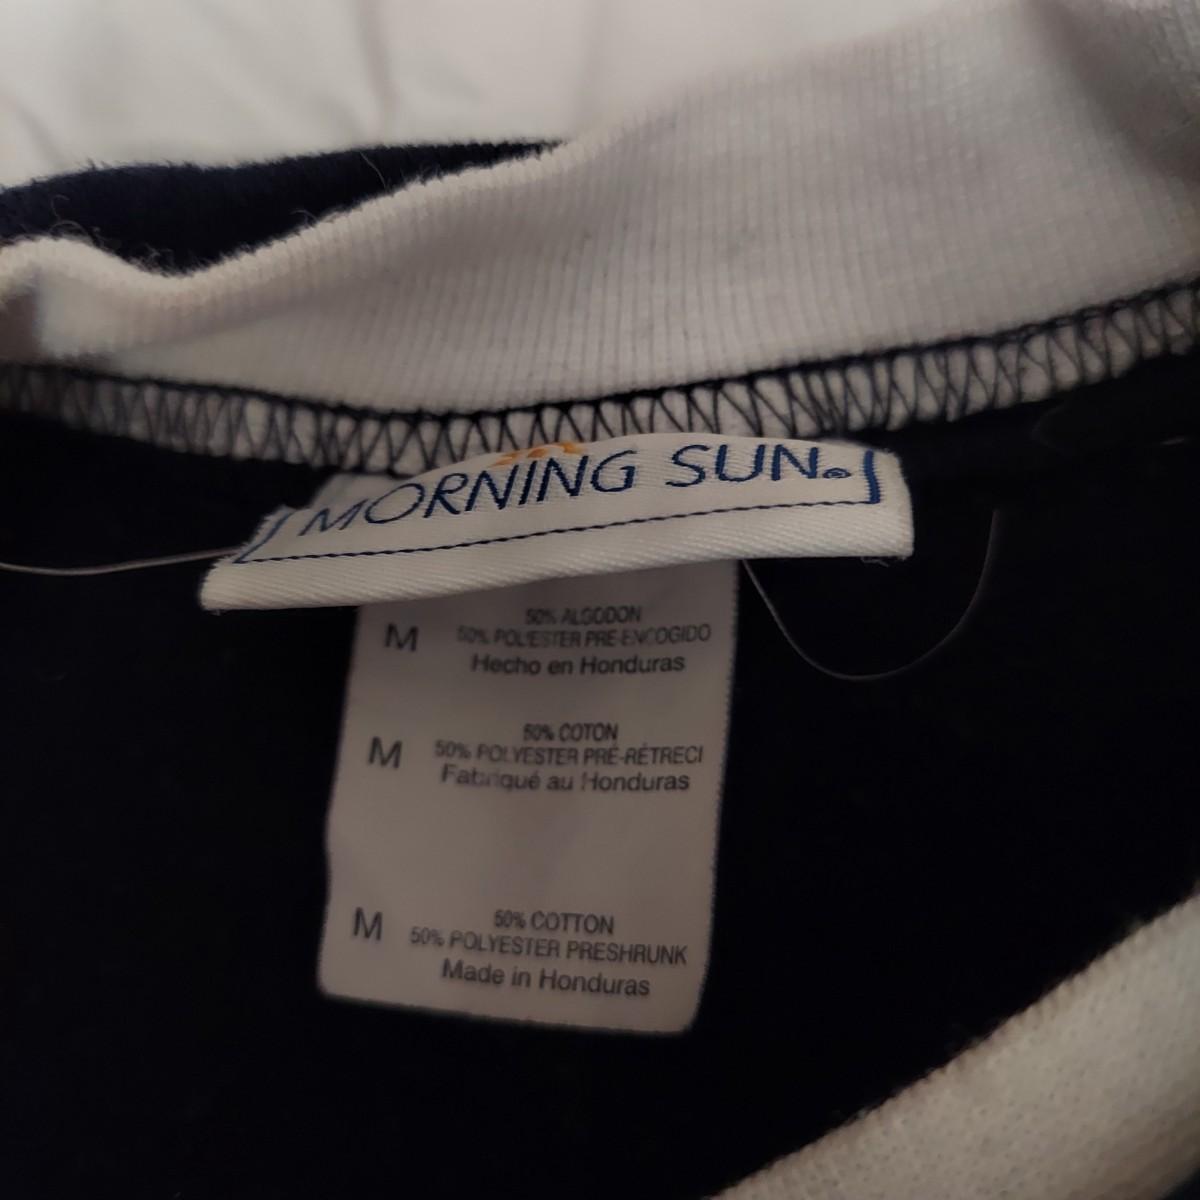 MORNING SUN®
M
50% ALGODON
50% POLYESTER PRE-ENCOGIDO
Hecho en Honduras
M
50% COTON
50% POLYESTER PRÉ-RÉTRECI
Fabriqué au Honduras
M
50% COTTON
50% POLYESTER PRESHRUNK
Made in Honduras